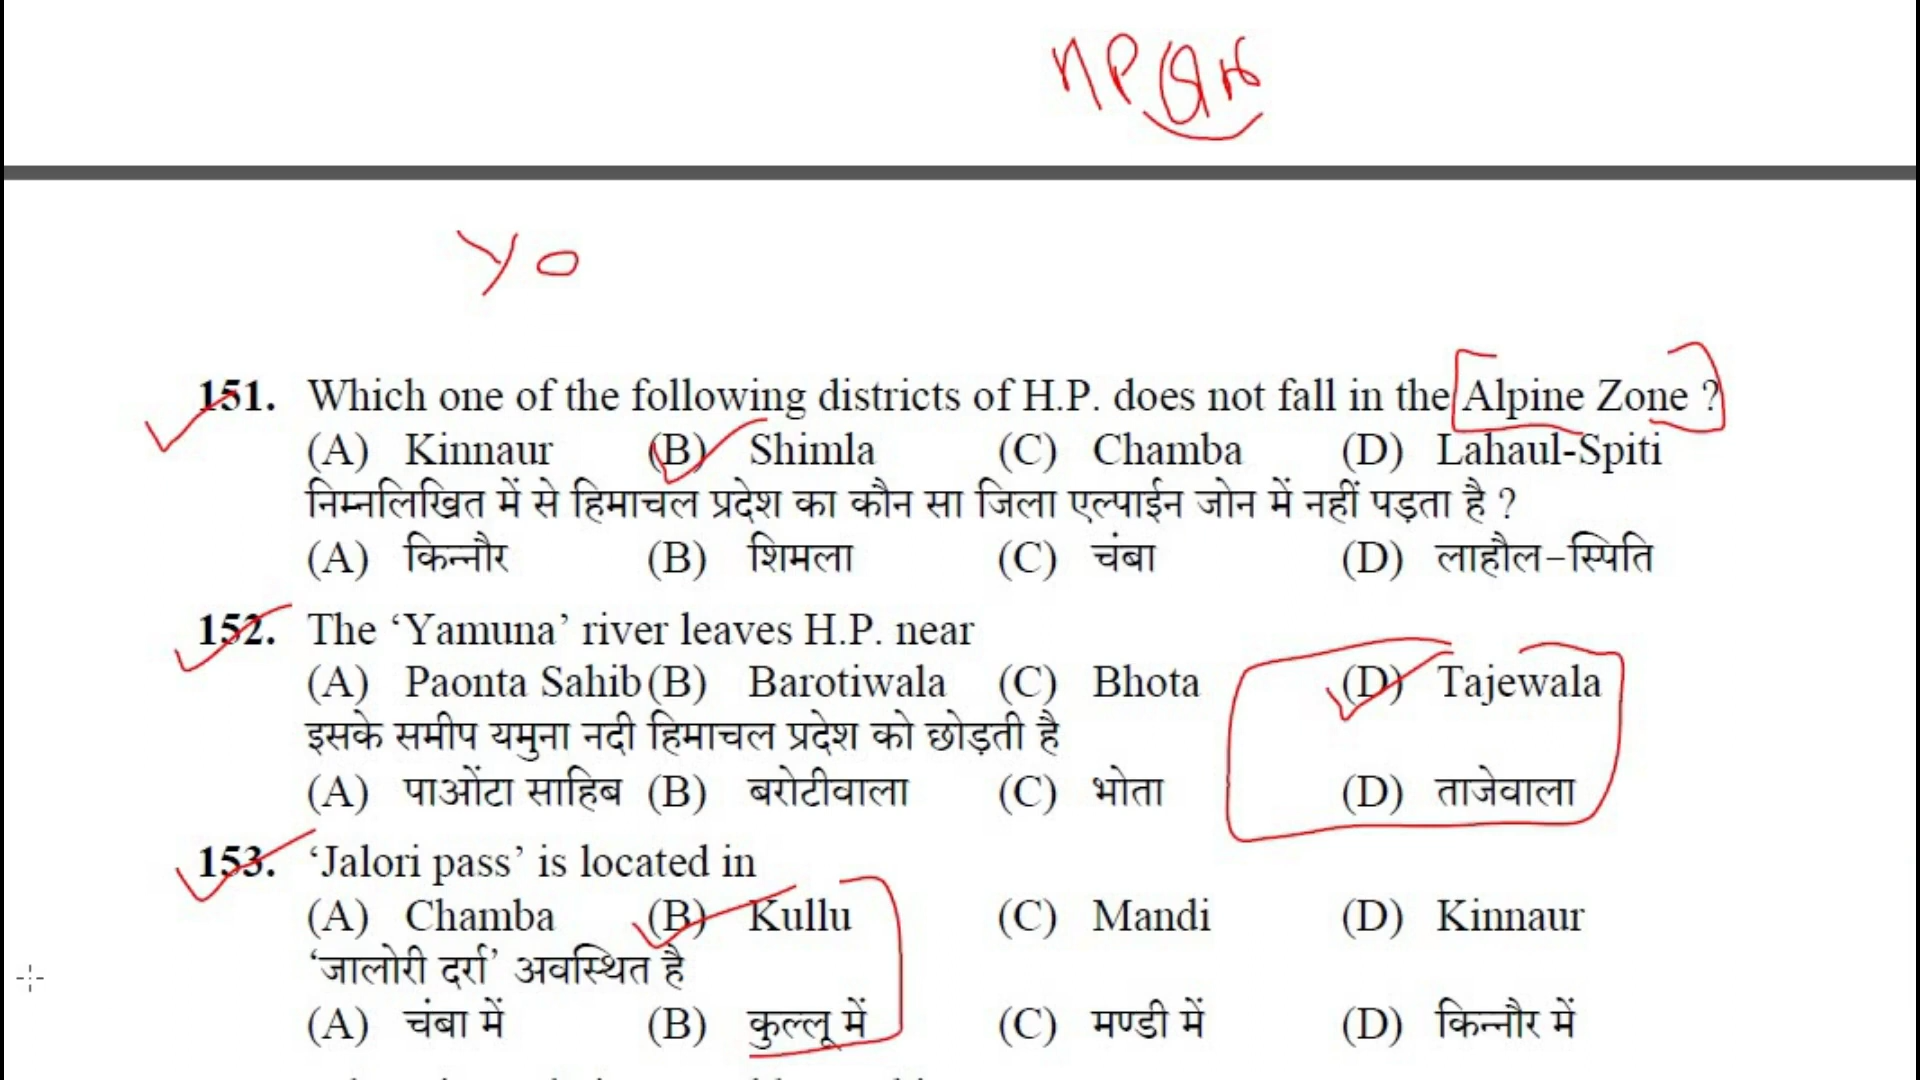 151. Which one of the following districts of H.P. does not fall in the Alpine Zone ?
(A) Kinnaur (B) Shimla (C) Chamba (D) Lahaul-Spiti
निम्नलिखित में से हिमाचल प्रदेश का कौन सा जिला एल्पाईन जोन में नहीं पड़ता है ?
(A) किन्नौर (B) शिमला (C) चंबा (D) लाहौल-स्पिति
152. The ‘Yamuna’ river leaves H.P. near
(A) Paonta Sahib (B) Barotiwala (C) Bhota (D) Tajewala
इसके समीप यमुना नदी हिमाचल प्रदेश को छोड़ती है
(A) पाओंटा साहिब (B) बरोटीवाला (C) भोता (D) ताजेवाला
153. ‘Jalori pass’ is located in
(A) Chamba (B) Kullu (C) Mandi (D) Kinnaur
‘जालोरी दर्रा’ अवस्थित है
(A) चंबा में (B) कुल्लू में (C) मण्डी में (D) किन्नौर में